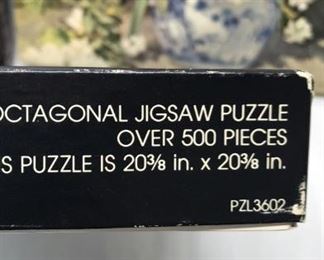 OCTAGONAL JIGSAW PUZZLE
OVER 500 PIECES
S PUZZLE IS 20⅜ in. x 20⅜ in.
PZL3602